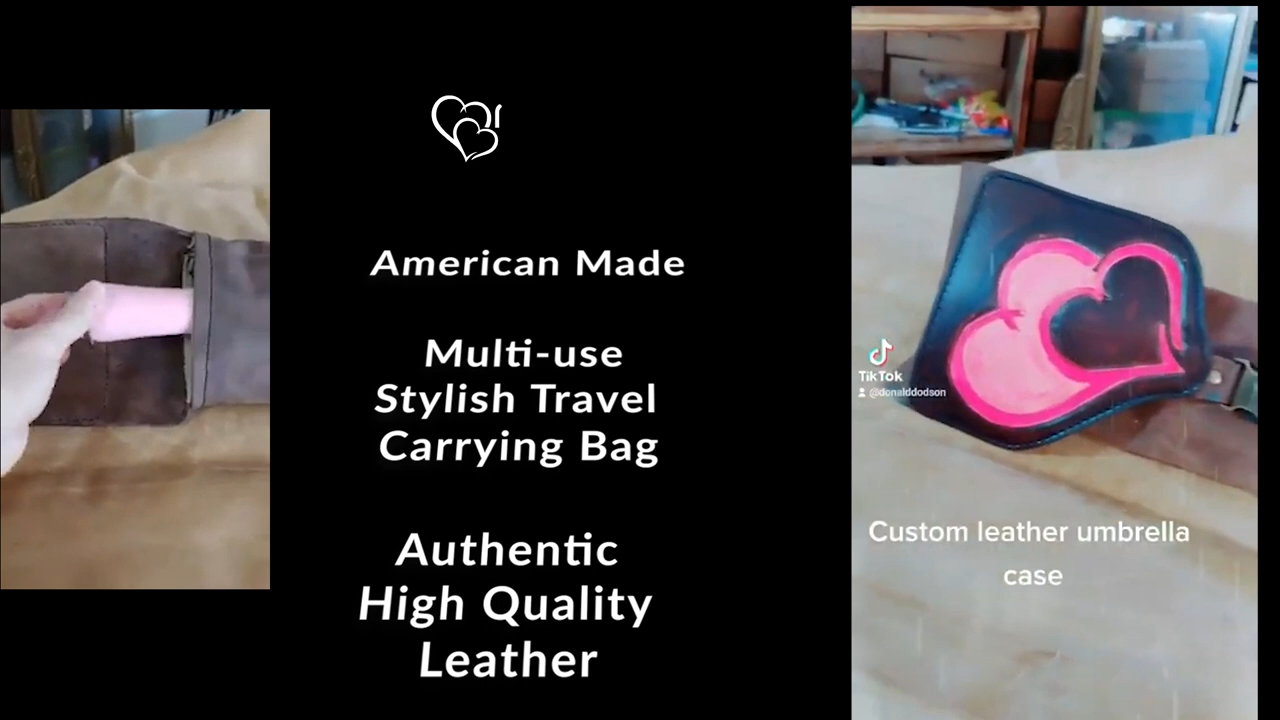 American Made
Multi-use
Stylish Travel
Carrying Bag
Authentic
High Quality
Leather
TikTok
@donalddodson
Custom leather umbrella
case